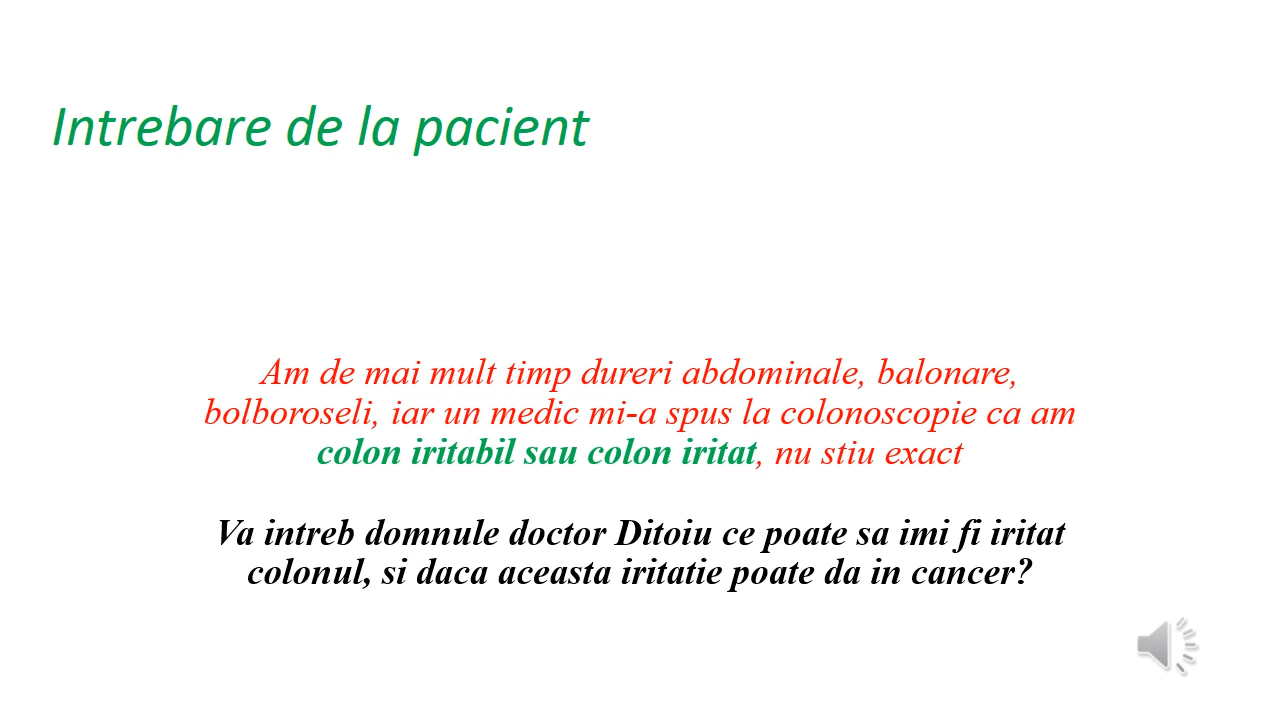 Intrebare de la pacient
Am de mai mult timp dureri abdominale, balonare,
bolboroseli, iar un medic mi-a spus la colonoscopie ca am
colon iritabil sau colon iritat, nu stiu exact
Va intreb domnule doctor Ditoiu ce poate sa imi fi iritat
colonul, si daca aceasta iritatie poate da in cancer?